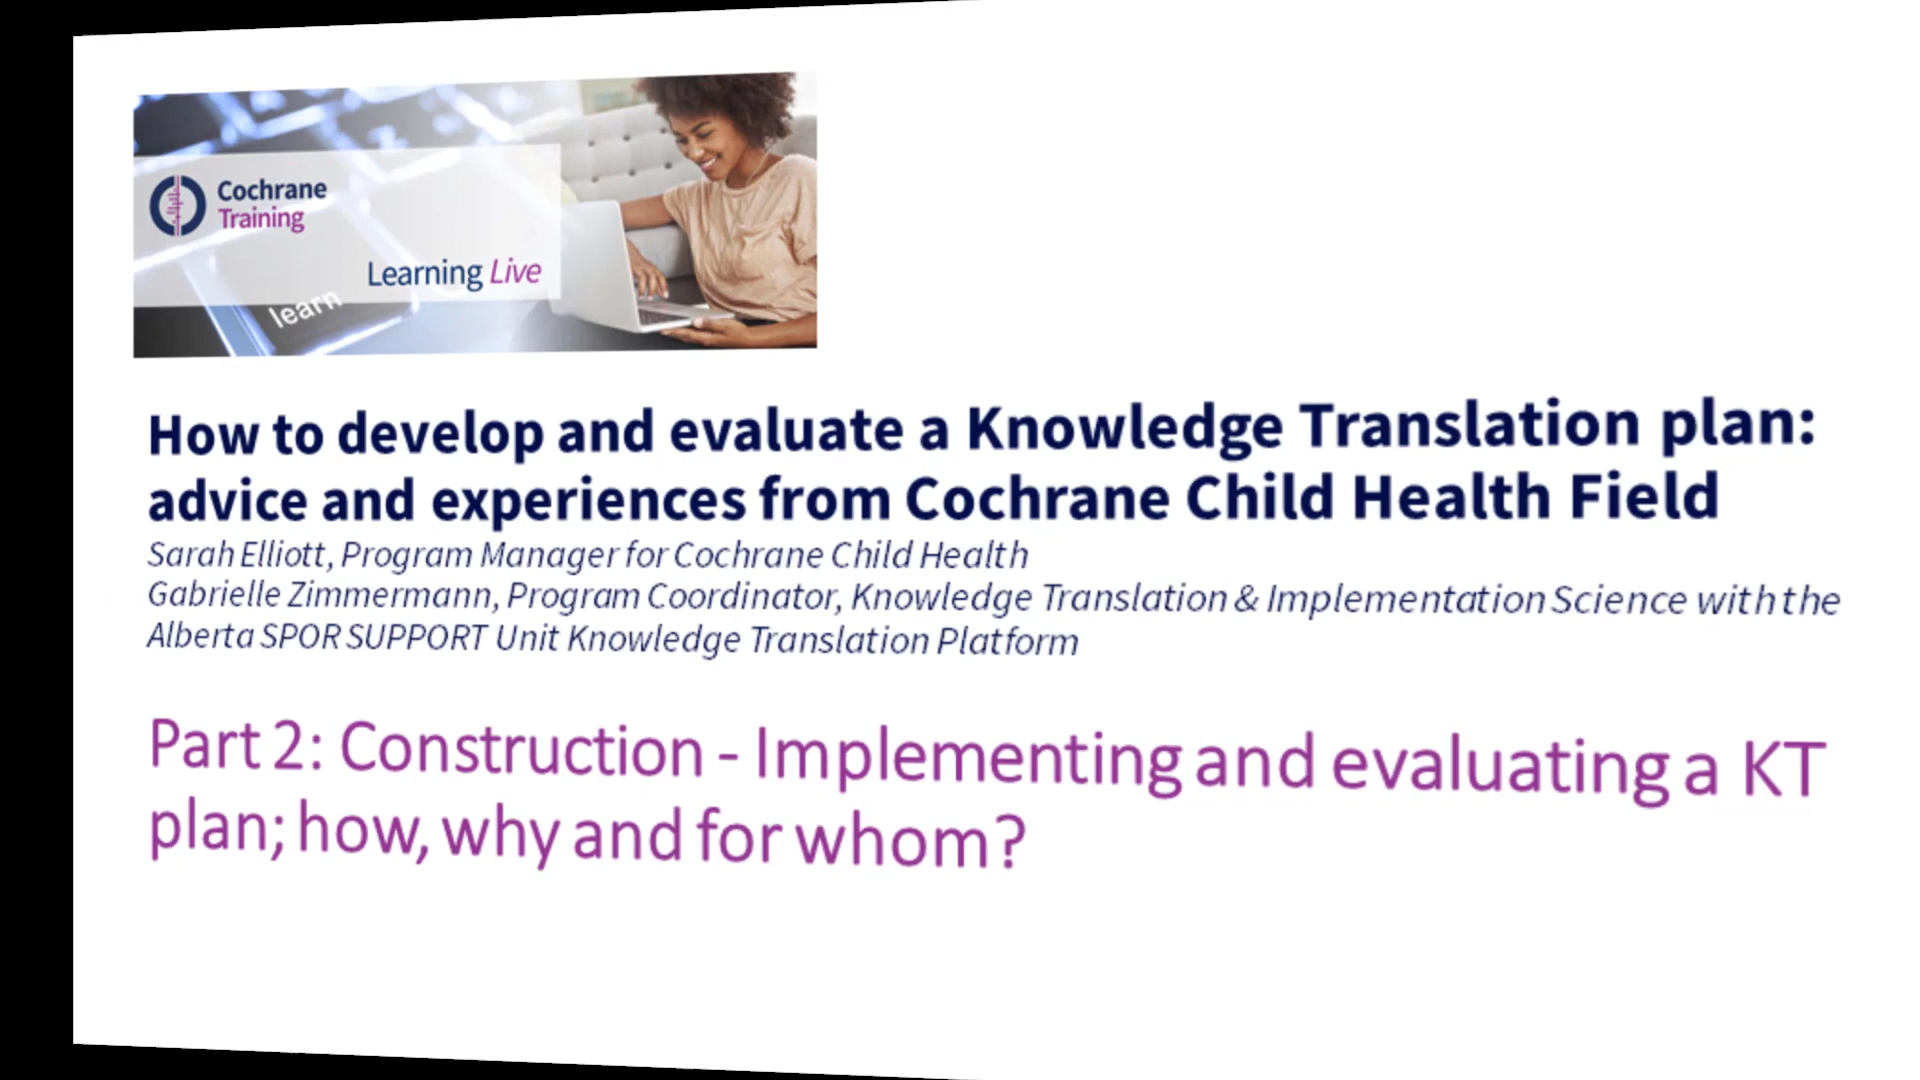 Cochrane
Training
Learning Live
learn
How to develop and evaluate a Knowledge Translation plan:
advice and experiences from Cochrane Child Health Field
Sarah Elliott, Program Manager for Cochrane Child Health
Gabrielle Zimmermann, Program Coordinator, Knowledge Translation & Implementation Science with the
Alberta SPOR SUPPORT Unit Knowledge Translation Platform
Part 2: Construction - Implementing and evaluating a KT
plan; how, why and for whom?